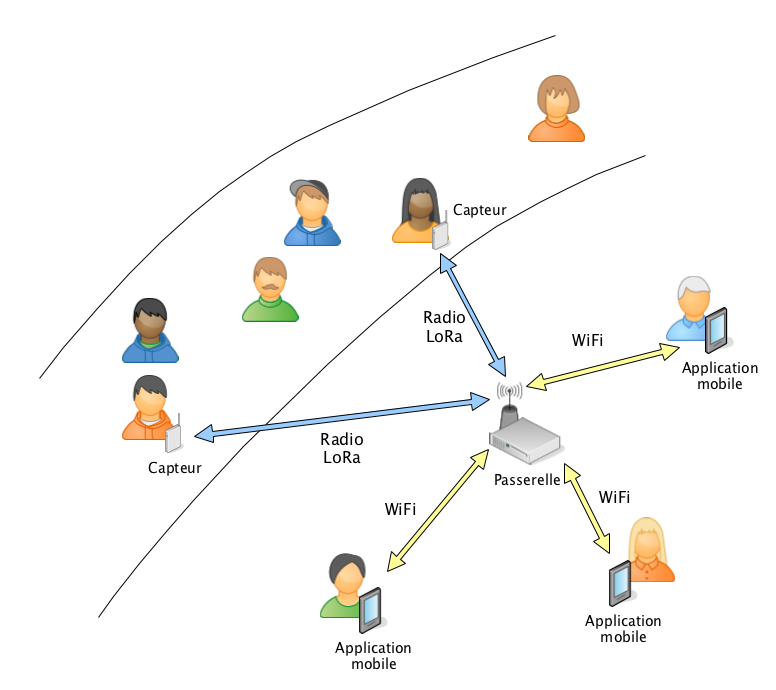 Capteur
Radio
LoRa
WiFi
Application
mobile
Radio
LoRa
Capteur
Passerelle
WiFi
WiFi
Application
mobile
Application
mobile